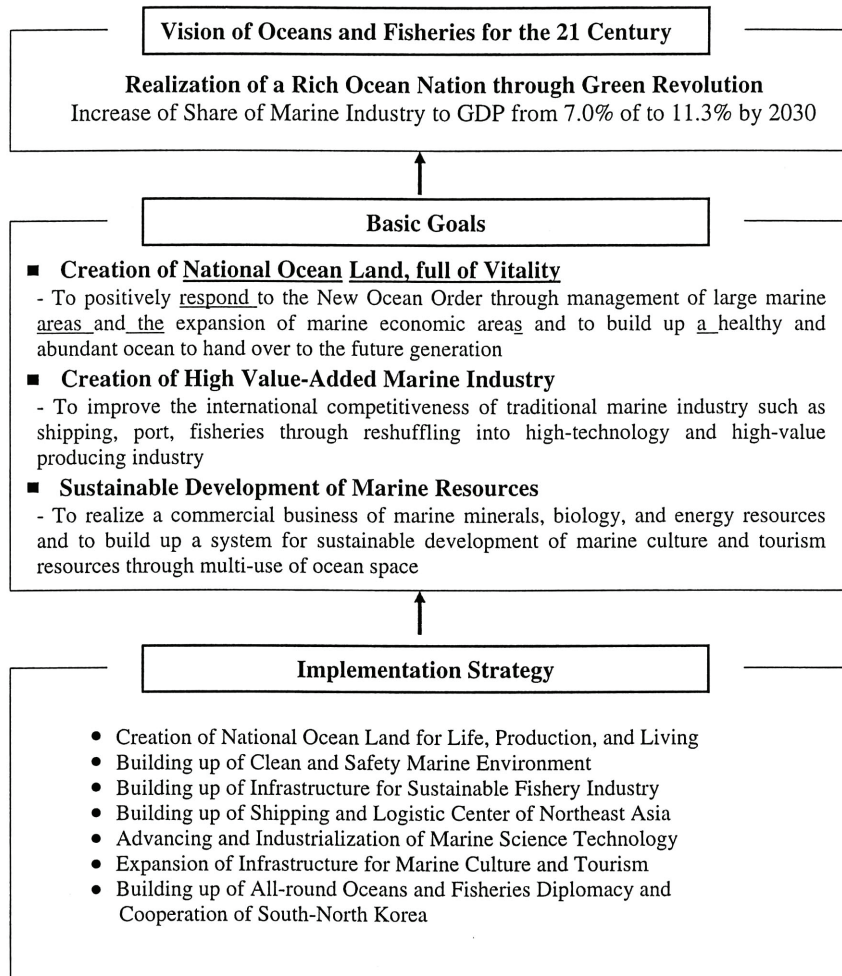 Vision of Oceans and Fisheries for the 21 Century
Realization of a Rich Ocean Nation through Green Revolution
Increase of Share of Marine Industry to GDP from 7.0% of to 11.3% by 2030
Basic Goals
■ Creation of National Ocean Land, full of Vitality
- To positively respond to the New Ocean Order through management of large marine
areas and the expansion of marine economic areas and to build up a healthy and
abundant ocean to hand over to the future generation
■ Creation of High Value-Added Marine Industry
- To improve the international competitiveness of traditional marine industry such as
shipping, port, fisheries through reshuffling into high-technology and high-value
producing industry
■ Sustainable Development of Marine Resources
- To realize a commercial business of marine minerals, biology, and energy resources
and to build up a system for sustainable development of marine culture and tourism
resources through multi-use of ocean space
Implementation Strategy
● Creation of National Ocean Land for Life, Production, and Living
● Building up of Clean and Safety Marine Environment
● Building up of Infrastructure for Sustainable Fishery Industry
● Building up of Shipping and Logistic Center of Northeast Asia
● Advancing and Industrialization of Marine Science Technology
● Expansion of Infrastructure for Marine Culture and Tourism
● Building up of All-round Oceans and Fisheries Diplomacy and
Cooperation of South-North Korea